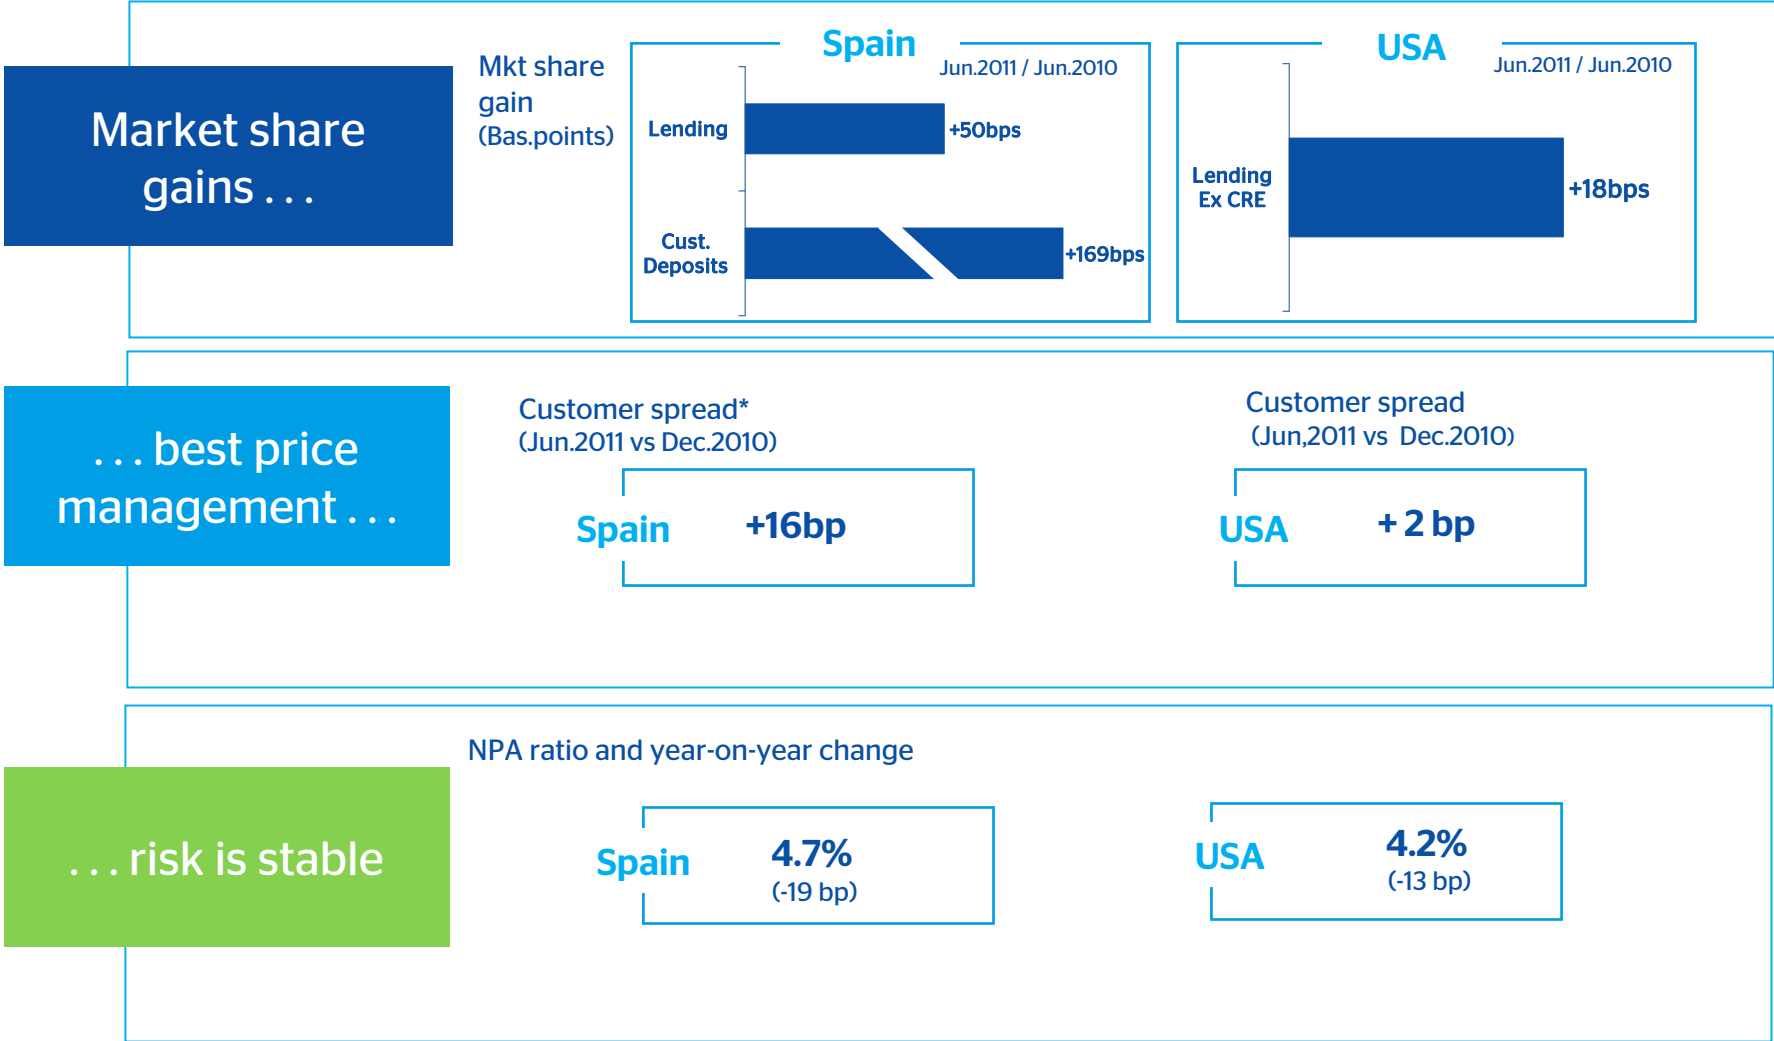 Market share
gains . . .
Mkt share
gain
(Bas.points)
Spain
Jun.2011 / Jun.2010
Lending
+50bps
Cust.
Deposits
+169bps
USA
Jun.2011 / Jun.2010
Lending
Ex CRE
+18bps
. . . best price
management . . .
Customer spread*
(Jun.2011 vs Dec.2010)
Spain
+16bp
Customer spread
(Jun,2011 vs Dec.2010)
USA
+ 2 bp
. . . risk is stable
NPA ratio and year-on-year change
Spain
4.7%
(-19 bp)
USA
4.2%
(-13 bp)